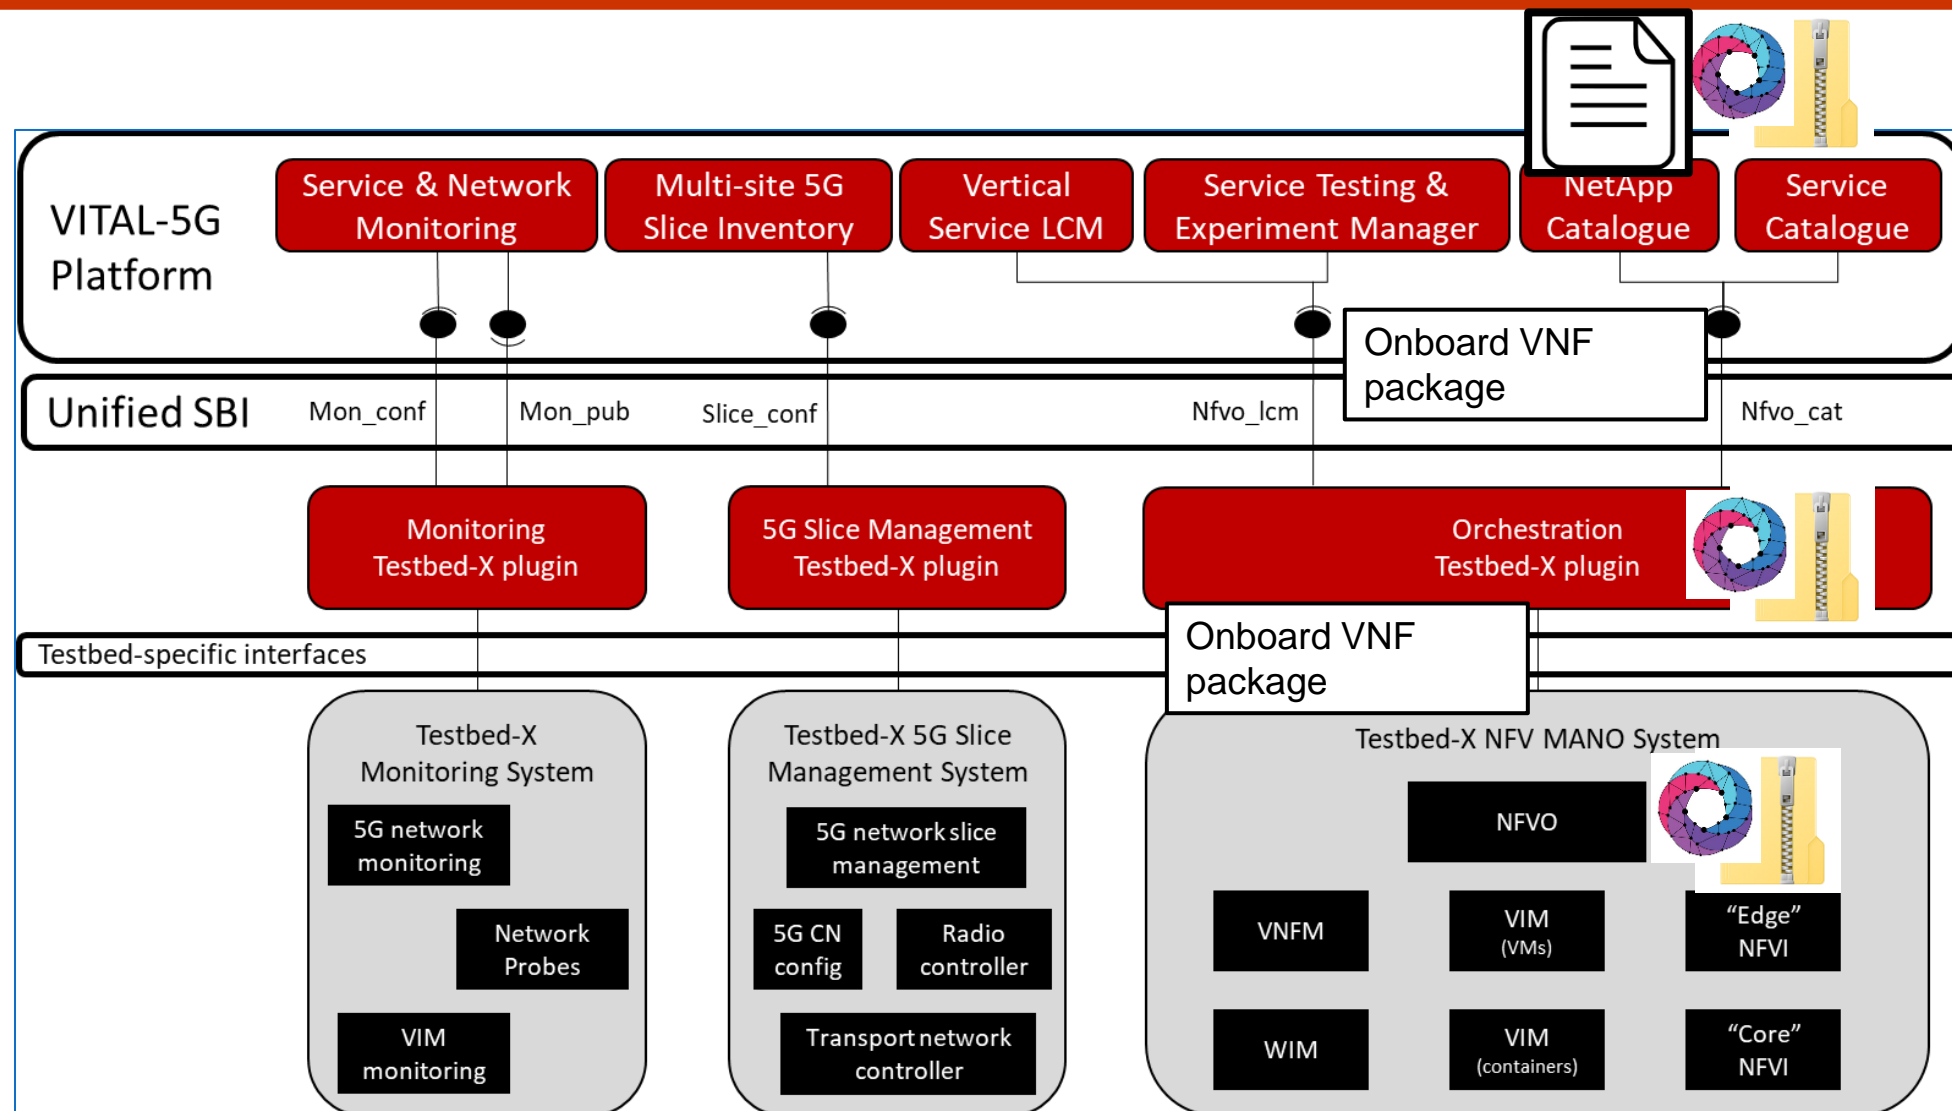 VITAL-5G
Platform
Service & Network
Monitoring
Multi-site 5G
Slice Inventory
Vertical
Service LCM
Service Testing &
Experiment Manager
NetApp
Catalogue
Service
Catalogue
Onboard VNF
package
Unified SBI
Mon_conf
Mon_pub
Slice_conf
Nfvo_lcm
Nfvo_cat
Monitoring
Testbed-X plugin
5G Slice Management
Testbed-X plugin
Orchestration
Testbed-X plugin
Onboard VNF
package
Testbed-specific interfaces
Testbed-X
Monitoring System
5G network
monitoring
Network
Probes
VIM
monitoring
Testbed-X 5G Slice
Management System
5G network slice
management
5G CN
config
Radio
controller
Transport network
controller
Testbed-X NFV MANO System
NFVO
VNFM
VIM
(VMs)
“Edge”
NFVI
WIM
VIM
(containers)
“Core”
NFVI